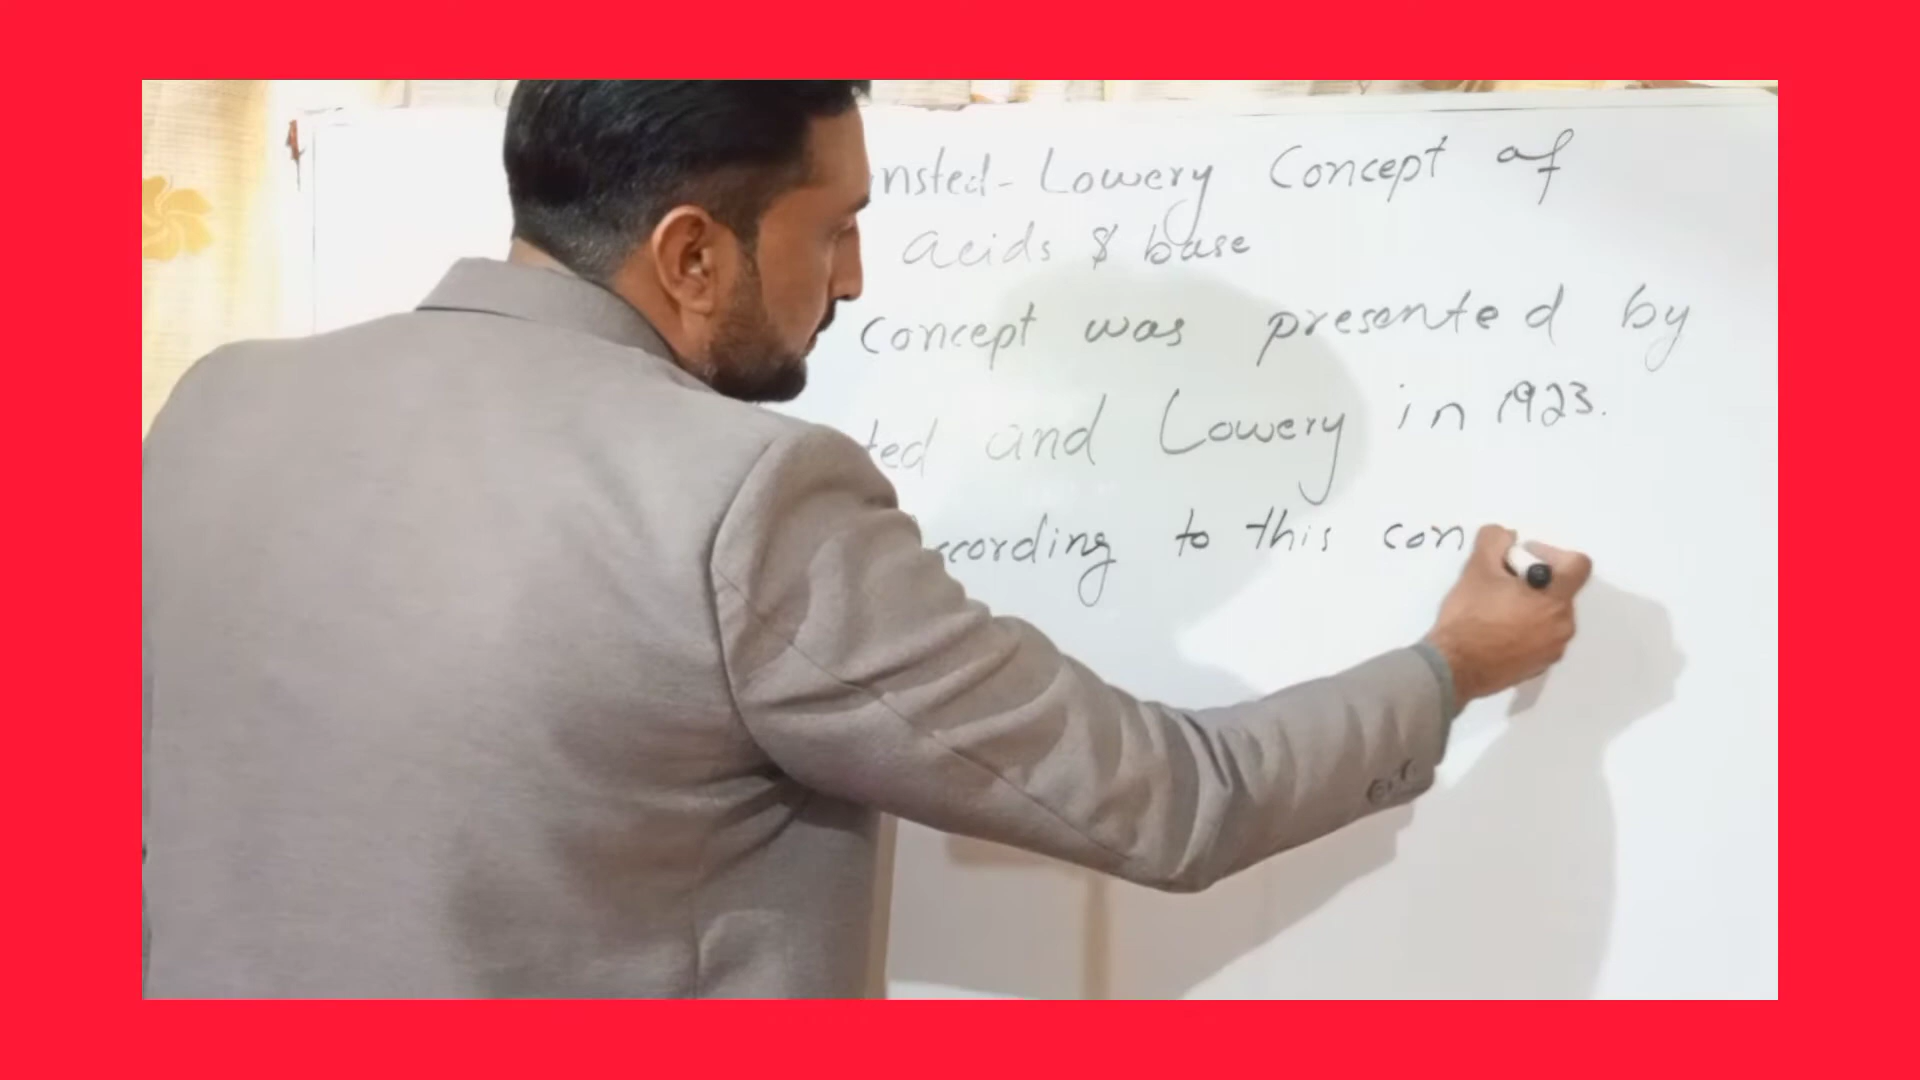 nsted - Lowery Concept of
acids & base
concept was presented by
ted and Lowery in 1923.
ccording to this con